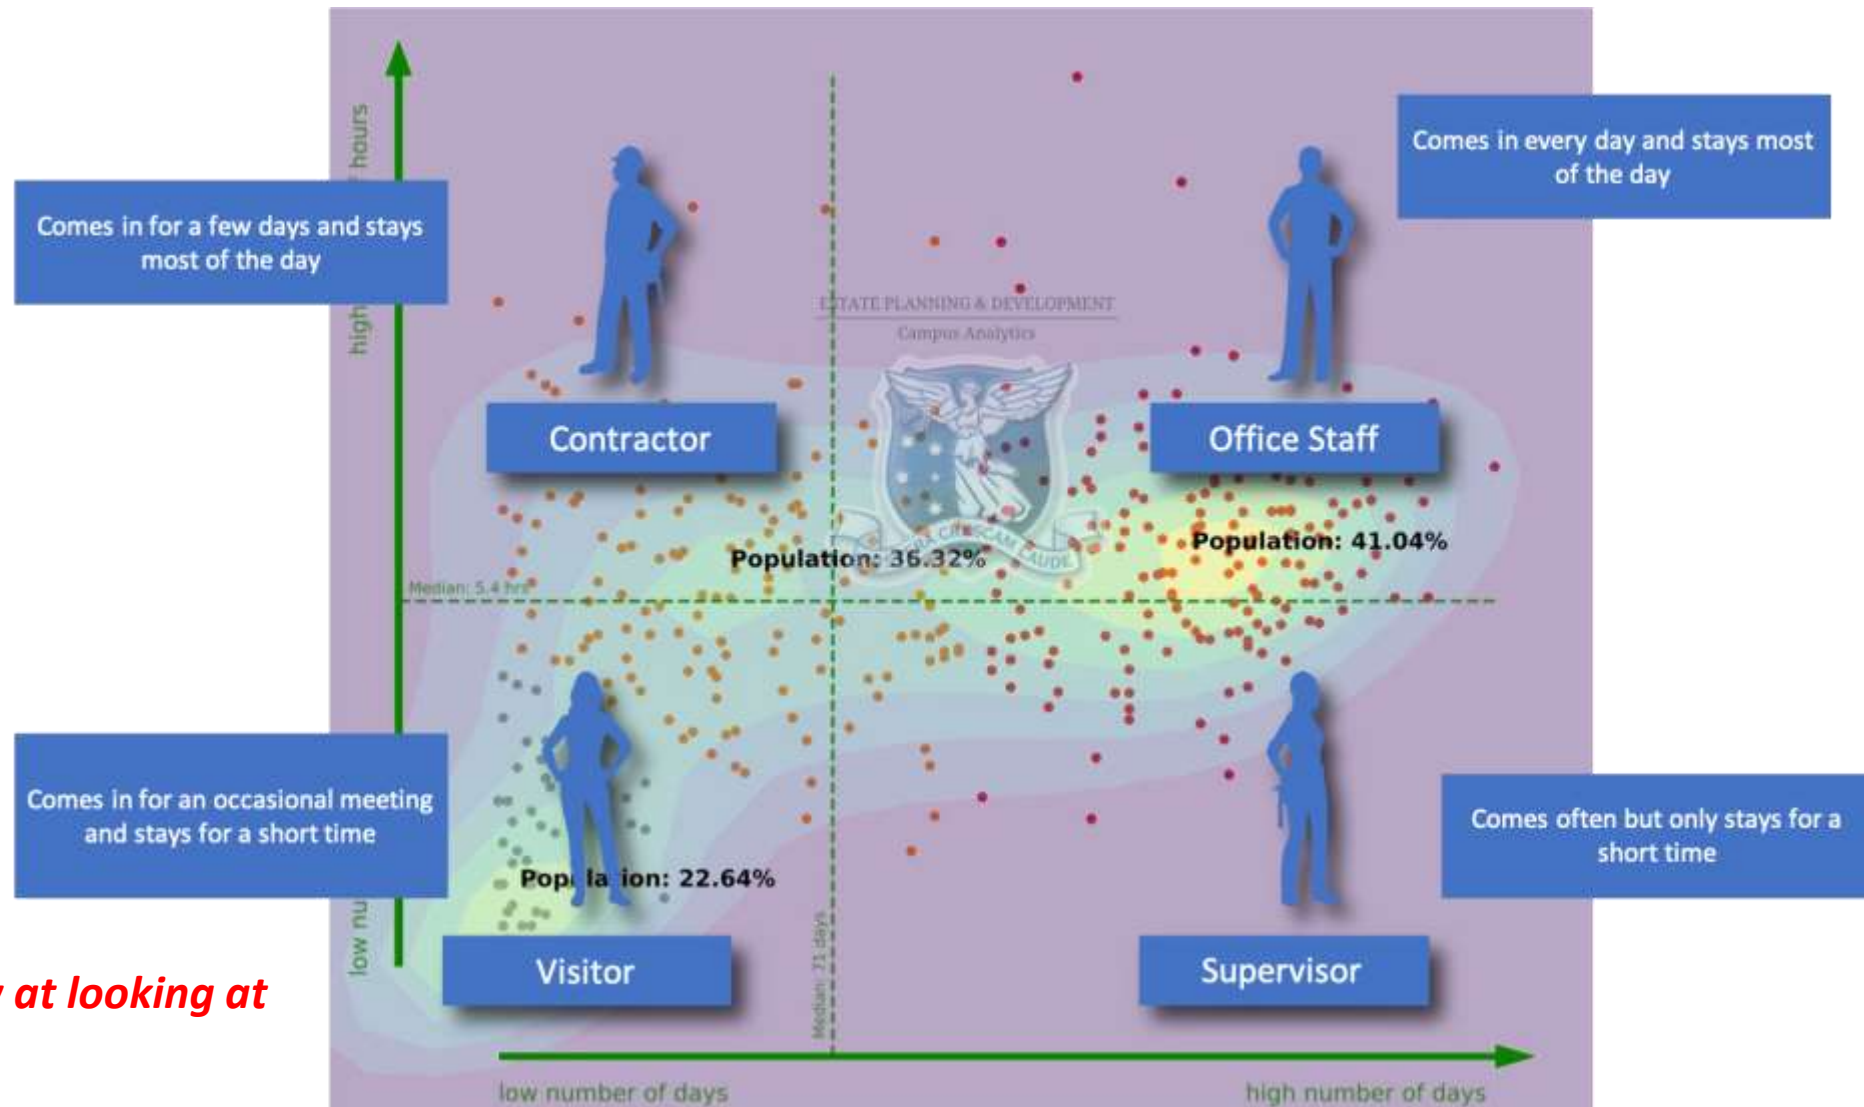 hours
Comes in every day and stays most
of the day
Comes in for a few days and stays
most of the day
high
ESTATE PLANNING & DEVELOPMENT
Campus Analytics
Contractor
Office Staff
Population: 36.32%
Population: 41.04%
Median: 5.4 hrs
Comes in for an occasional meeting
and stays for a short time
Comes often but only stays for a
short time
Population: 22.64%
low nu
Median: 71 days
Visitor
Supervisor
at looking at
low number of days
high number of days